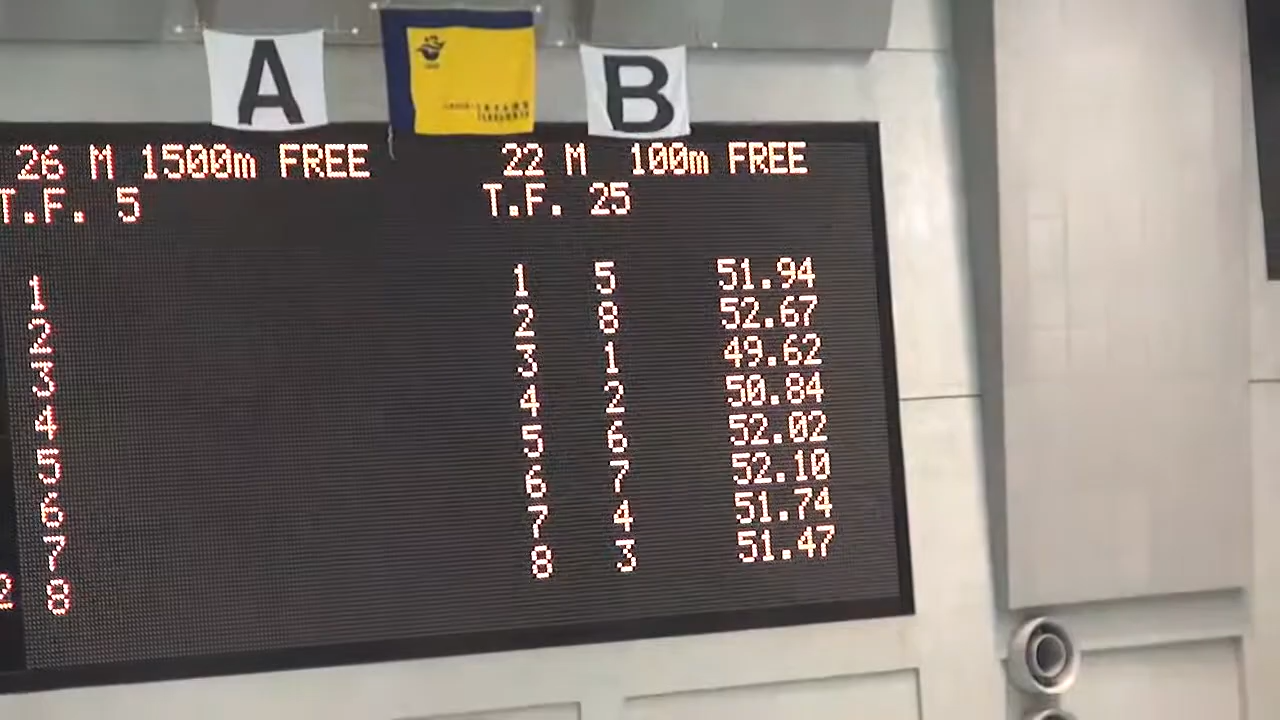 A
B
26 M 1500m FREE
T.F. 5
1
2
3
4
5
6
7
2 8
22 M 100m FREE
T.F. 25
1 5 51.94
2 8 52.67
3 1 49.62
4 2 50.84
5 6 52.02
6 7 52.10
7 4 51.74
8 3 51.47